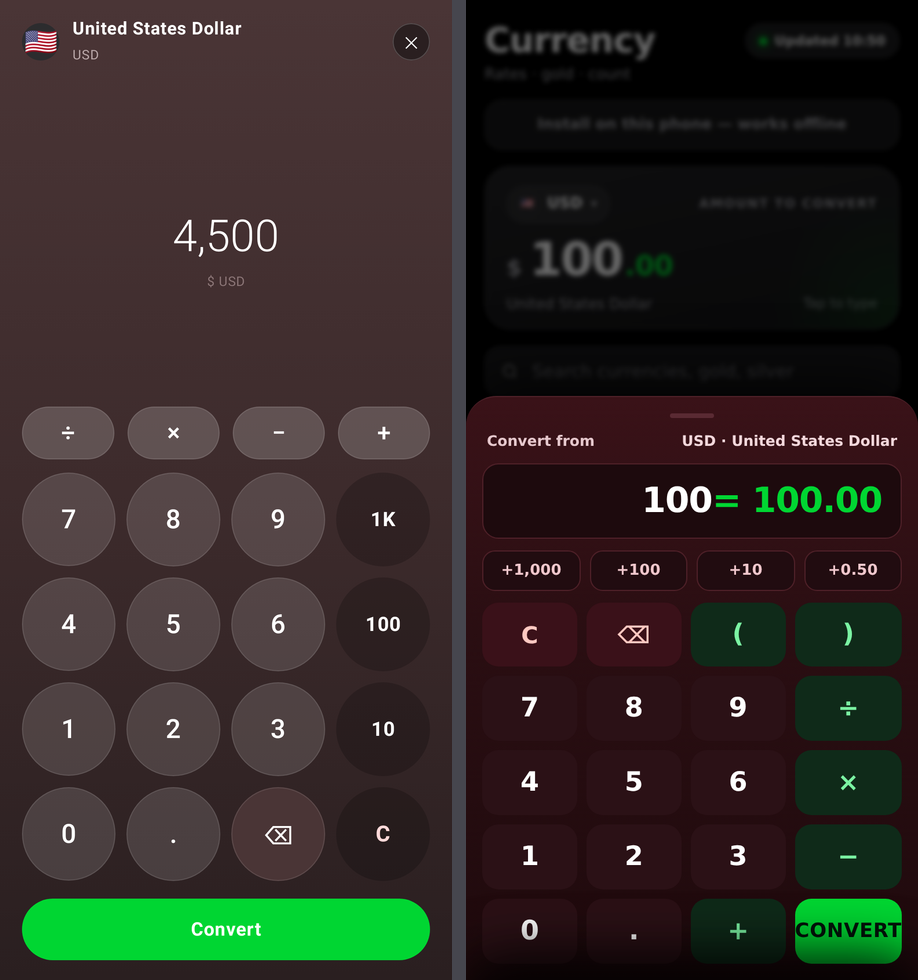 United States Dollar
USD
4,500
$ USD
÷ × − +
7 8 9 1K
4 5 6 100
1 2 3 10
0 . ⌫ C
Convert
Currency
Updated 10:50
Rates · gold · count
Install on this phone — works offline
USD
AMOUNT TO CONVERT
$ 100.00
United States Dollar
Tap to type
Search currencies, gold, silver
Convert from
USD · United States Dollar
100= 100.00
+1,000 +100 +10 +0.50
C ⌫ ( )
7 8 9 ÷
4 5 6 ×
1 2 3 −
0 . + CONVERT